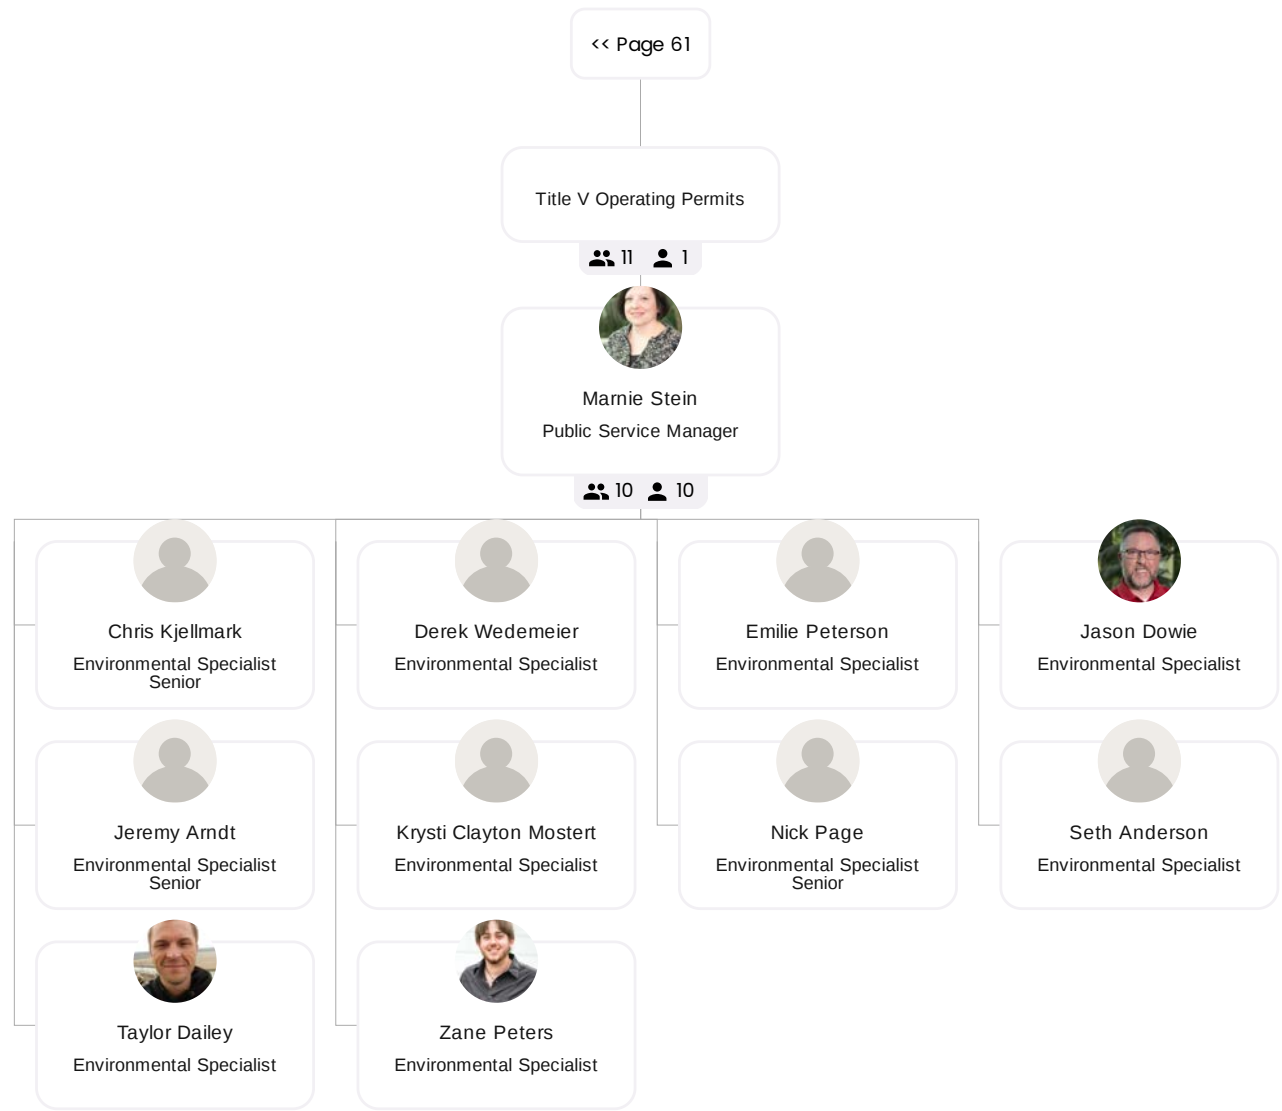 << Page 61
Title V Operating Permits
11 1
Marnie Stein
Public Service Manager
10 10
Chris Kjellmark
Environmental Specialist
Senior
Derek Wedemeier
Environmental Specialist
Emilie Peterson
Environmental Specialist
Jason Dowie
Environmental Specialist
Jeremy Arndt
Environmental Specialist
Senior
Krysti Clayton Mostert
Environmental Specialist
Nick Page
Environmental Specialist
Senior
Seth Anderson
Environmental Specialist
Taylor Dailey
Environmental Specialist
Zane Peters
Environmental Specialist